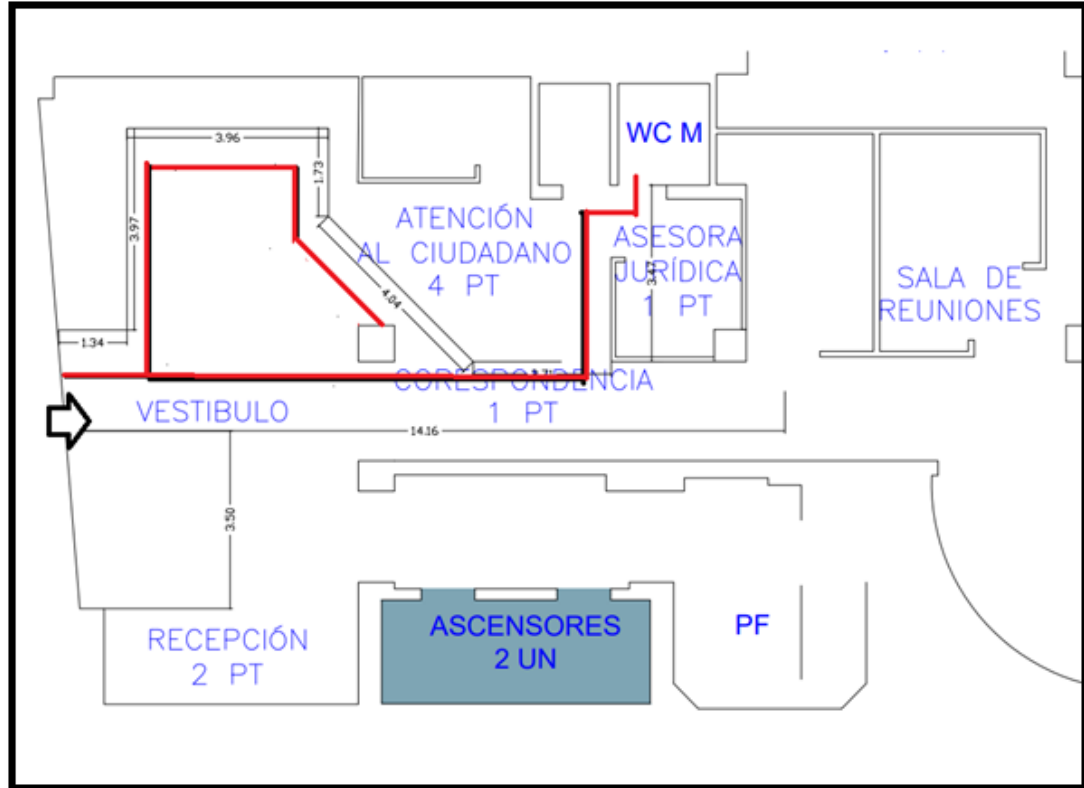 WC M
3.96
1.73
3.97
ATENCIÓN
AL CIUDADANO
4 PT
ASESORA
JURÍDICA
1 PT
3.47
SALA DE
REUNIONES
4.04
1.34
CORESPONDENCIA
1 PT
VESTIBULO
14.16
3.50
RECEPCIÓN
2 PT
ASCENSORES
2 UN
PF